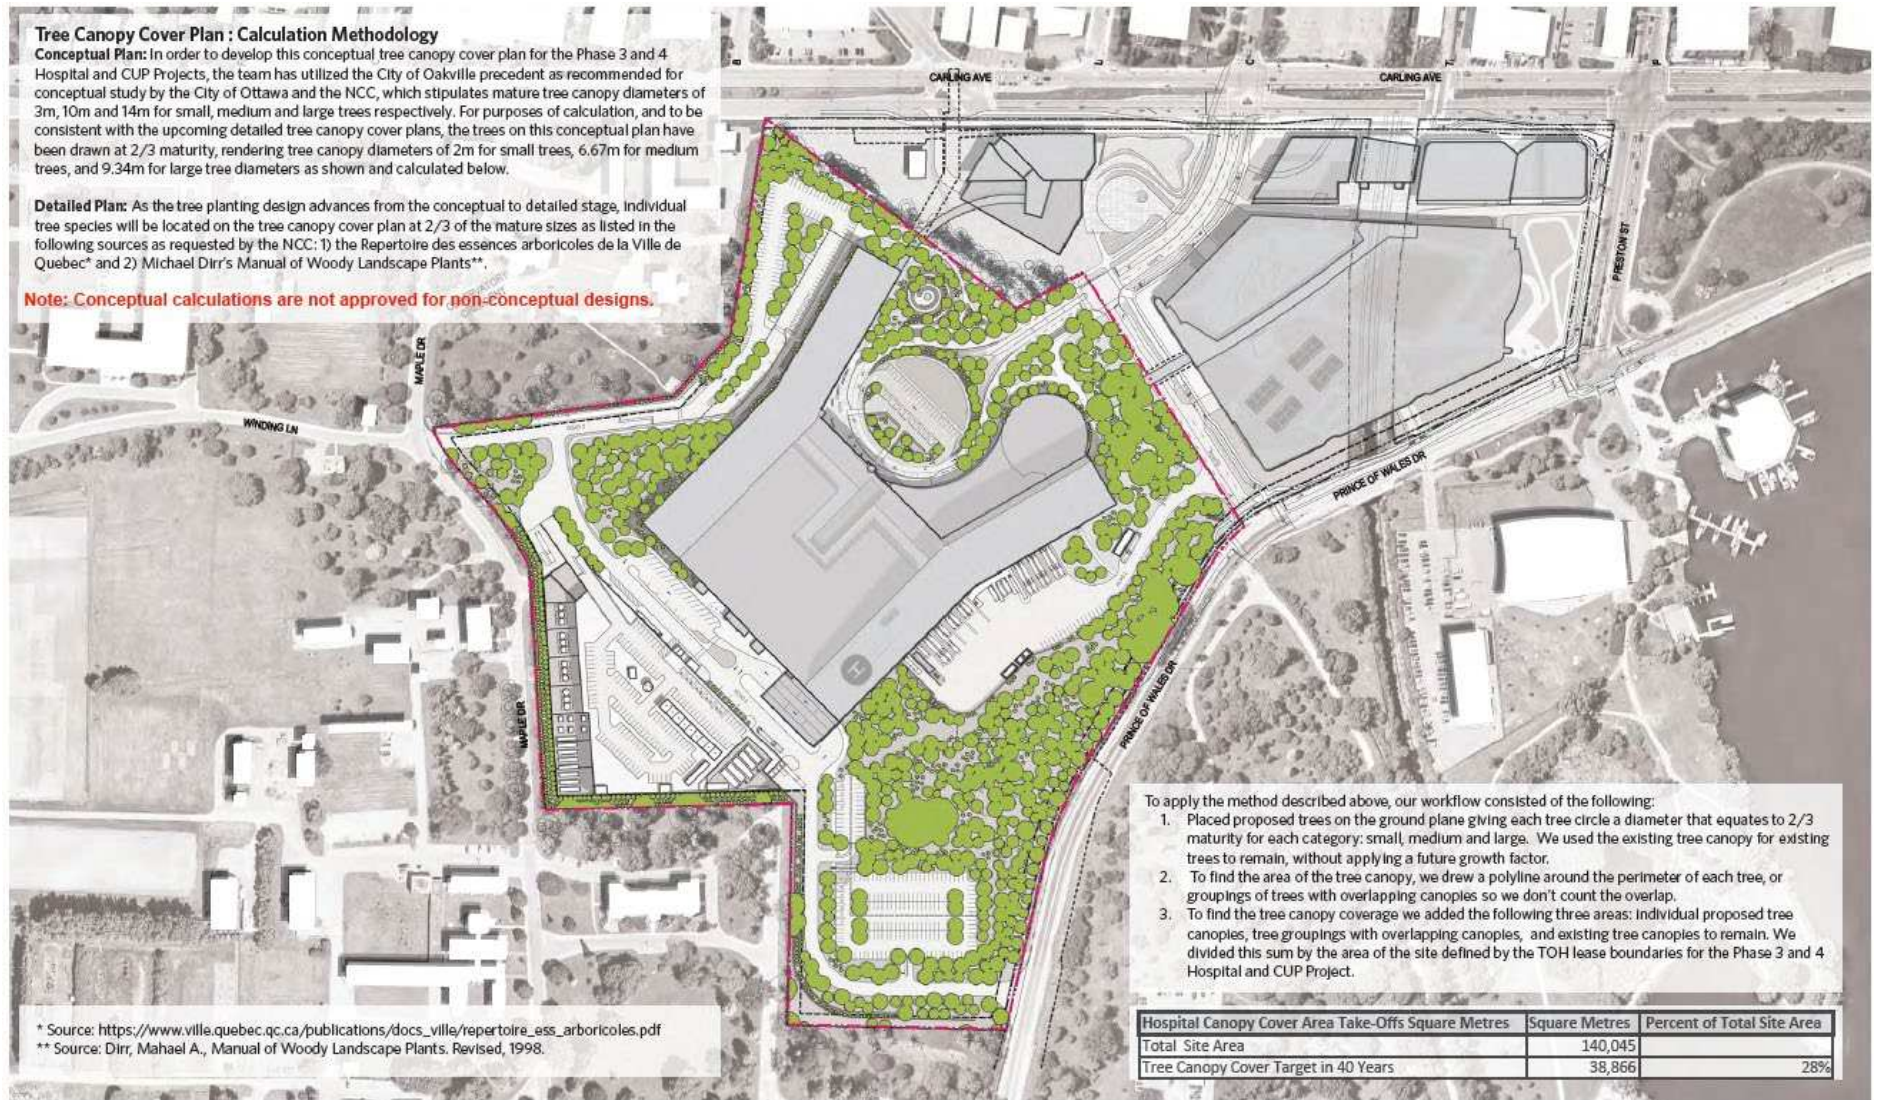 Tree Canopy Cover Plan : Calculation Methodology
Conceptual Plan: In order to develop this conceptual tree canopy cover plan for the Phase 3 and 4
Hospital and CUP Projects, the team has utilized the City of Oakville precedent as recommended for
conceptual study by the City of Ottawa and the NCC, which stipulates mature tree canopy diameters of
3m, 10m and 14m for small, medium and large trees respectively. For purposes of calculation, and to be
consistent with the upcoming detailed tree canopy cover plans, the trees on this conceptual plan have
been drawn at 2/3 maturity, rendering tree canopy diameters of 2m for small trees, 6.67m for medium
trees, and 9.34m for large tree diameters as shown and calculated below.
Detailed Plan: As the tree planting design advances from the conceptual to detailed stage, individual
tree species will be located on the tree canopy cover plan at 2/3 of the mature sizes as listed in the
following sources as requested by the NCC: 1) the Repertoire des essences arboricoles de la Ville de
Quebec* and 2) Michael Dirr's Manual of Woody Landscape Plants**.
Note: Conceptual calculations are not approved for non-conceptual designs.
CARLING AVE
CARLING AVE
PRESTON ST
MAPLE DR
WINDING LN
PRINCE OF WALES DR
MAPLE DR
PRINCE OF WALES DR
H
To apply the method described above, our workflow consisted of the following:
1. Placed proposed trees on the ground plane giving each tree circle a diameter that equates to 2/3
maturity for each category: small, medium and large. We used the existing tree canopy for existing
trees to remain, without applying a future growth factor.
2. To find the area of the tree canopy, we drew a polyline around the perimeter of each tree, or
groupings of trees with overlapping canopies so we don't count the overlap.
3. To find the tree canopy coverage we added the following three areas: individual proposed tree
canopies, tree groupings with overlapping canopies, and existing tree canopies to remain. We
divided this sum by the area of the site defined by the TOH lease boundaries for the Phase 3 and 4
Hospital and CUP Project.
* Source: https://www.ville.quebec.qc.ca/publications/docs_ville/repertoire_ess_arboricoles.pdf
** Source: Dirr, Mahael A., Manual of Woody Landscape Plants. Revised, 1998.
Hospital Canopy Cover Area Take-Offs Square Metres Square Metres Percent of Total Site Area
Total Site Area 140,045
Tree Canopy Cover Target in 40 Years 38,866 28%